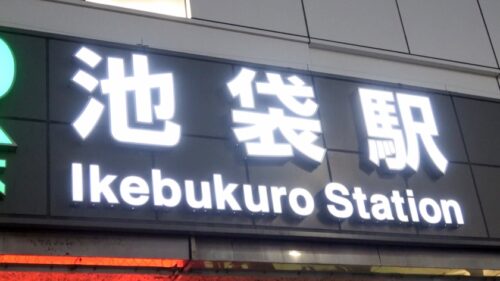 池袋駅
Ikebukuro Station